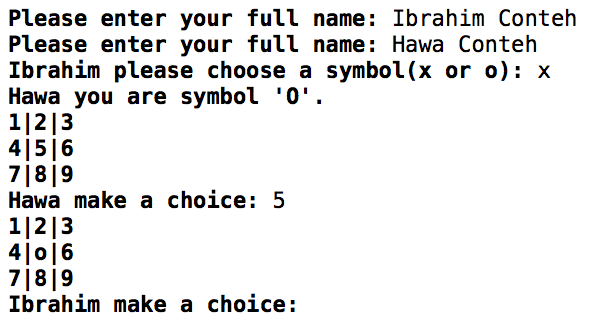 Please enter your full name: Ibrahim Conteh
Please enter your full name: Hawa Conteh
Ibrahim please choose a symbol(x or o): x
Hawa you are symbol 'O'.
1|2|3
4|5|6
7|8|9
Hawa make a choice: 5
1|2|3
4|o|6
7|8|9
Ibrahim make a choice: